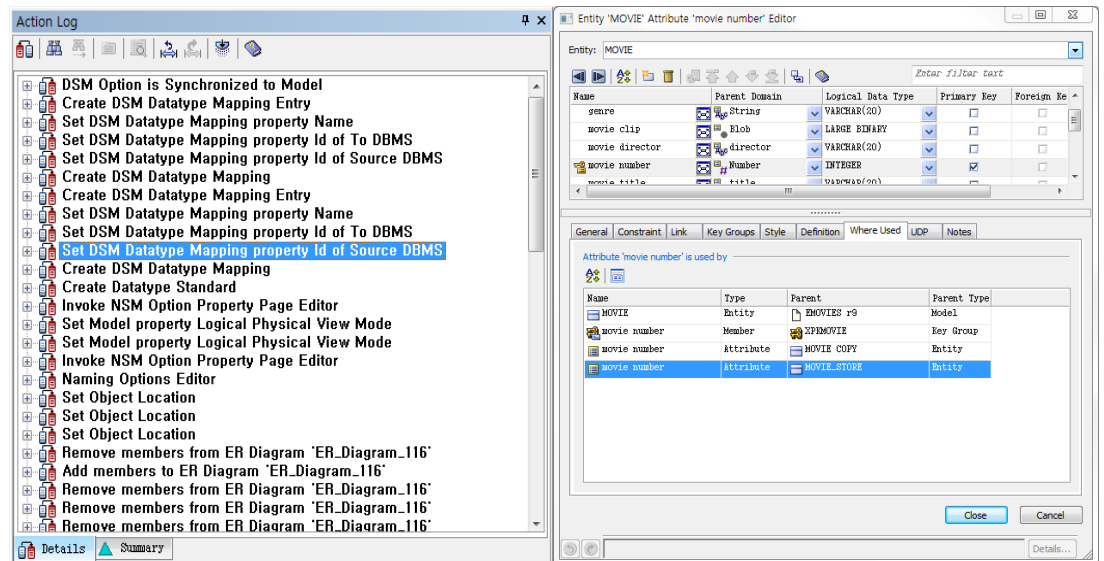 Action Log
DSM Option is Synchronized to Model
Create DSM Datatype Mapping Entry
Set DSM Datatype Mapping property Name
Set DSM Datatype Mapping property Id of To DBMS
Set DSM Datatype Mapping property Id of Source DBMS
Create DSM Datatype Mapping
Create DSM Datatype Mapping Entry
Set DSM Datatype Mapping property Name
Set DSM Datatype Mapping property Id of To DBMS
Set DSM Datatype Mapping property Id of Source DBMS
Create DSM Datatype Mapping
Create Datatype Standard
Invoke NSM Option Property Page Editor
Set Model property Logical Physical View Mode
Set Model property Logical Physical View Mode
Invoke NSM Option Property Page Editor
Naming Options Editor
Set Object Location
Set Object Location
Set Object Location
Remove members from ER Diagram 'ER_Diagram_116'
Add members to ER Diagram 'ER_Diagram_116'
Remove members from ER Diagram 'ER_Diagram_116'
Remove members from ER Diagram 'ER_Diagram_116'
Remove members from ER Diagram 'ER_Diagram_116'
Details Summary
Entity 'MOVIE' Attribute 'movie number' Editor
Entity: MOVIE
Enter filter text
Name Parent Domain Logical Data Type Primary Key Foreign Ke
genre String VARCHAR(20)
movie clip Blob LARGE BINARY
movie director director VARCHAR(20)
movie number Number INTEGER
movie title title VARCHAR(20)
General Constraint Link Key Groups Style Definition Where Used UDP Notes
Attribute 'movie number' is used by
Name Type Parent Parent Type
MOVIE Entity EMOVIES r9 Model
movie number Member XPKMOVIE Key Group
movie number Attribute MOVIE COPY Entity
movie number Attribute MOVIE_STORE Entity
Close Cancel
Details...